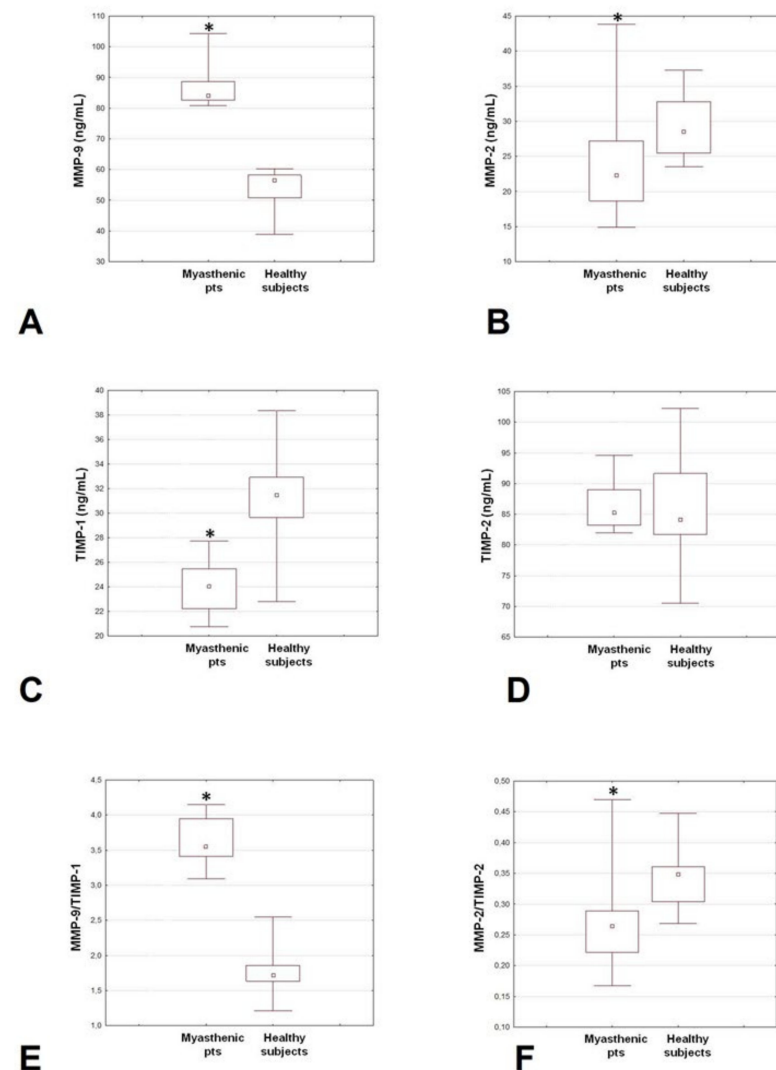 *
110
100
90
80
70
60
50
40
30
MMP-9 (ng/mL)
Myasthenic
pts
Healthy
subjects
A
*
45
40
35
30
25
20
15
10
MMP-2 (ng/mL)
Myasthenic
pts
Healthy
subjects
B
40
38
36
34
32
30
28
26
24
22
20
TIMP-1 (ng/mL)
*
Myasthenic
pts
Healthy
subjects
C
105
100
95
90
85
80
75
70
65
TIMP-2 (ng/mL)
Myasthenic
pts
Healthy
subjects
D
4,5
4,0
3,5
3,0
2,5
2,0
1,5
1,0
MMP-9/TIMP-1
*
Myasthenic
pts
Healthy
subjects
E
0,50
0,45
0,40
0,35
0,30
0,25
0,20
0,15
0,10
MMP-2/TIMP-2
*
Myasthenic
pts
Healthy
subjects
F